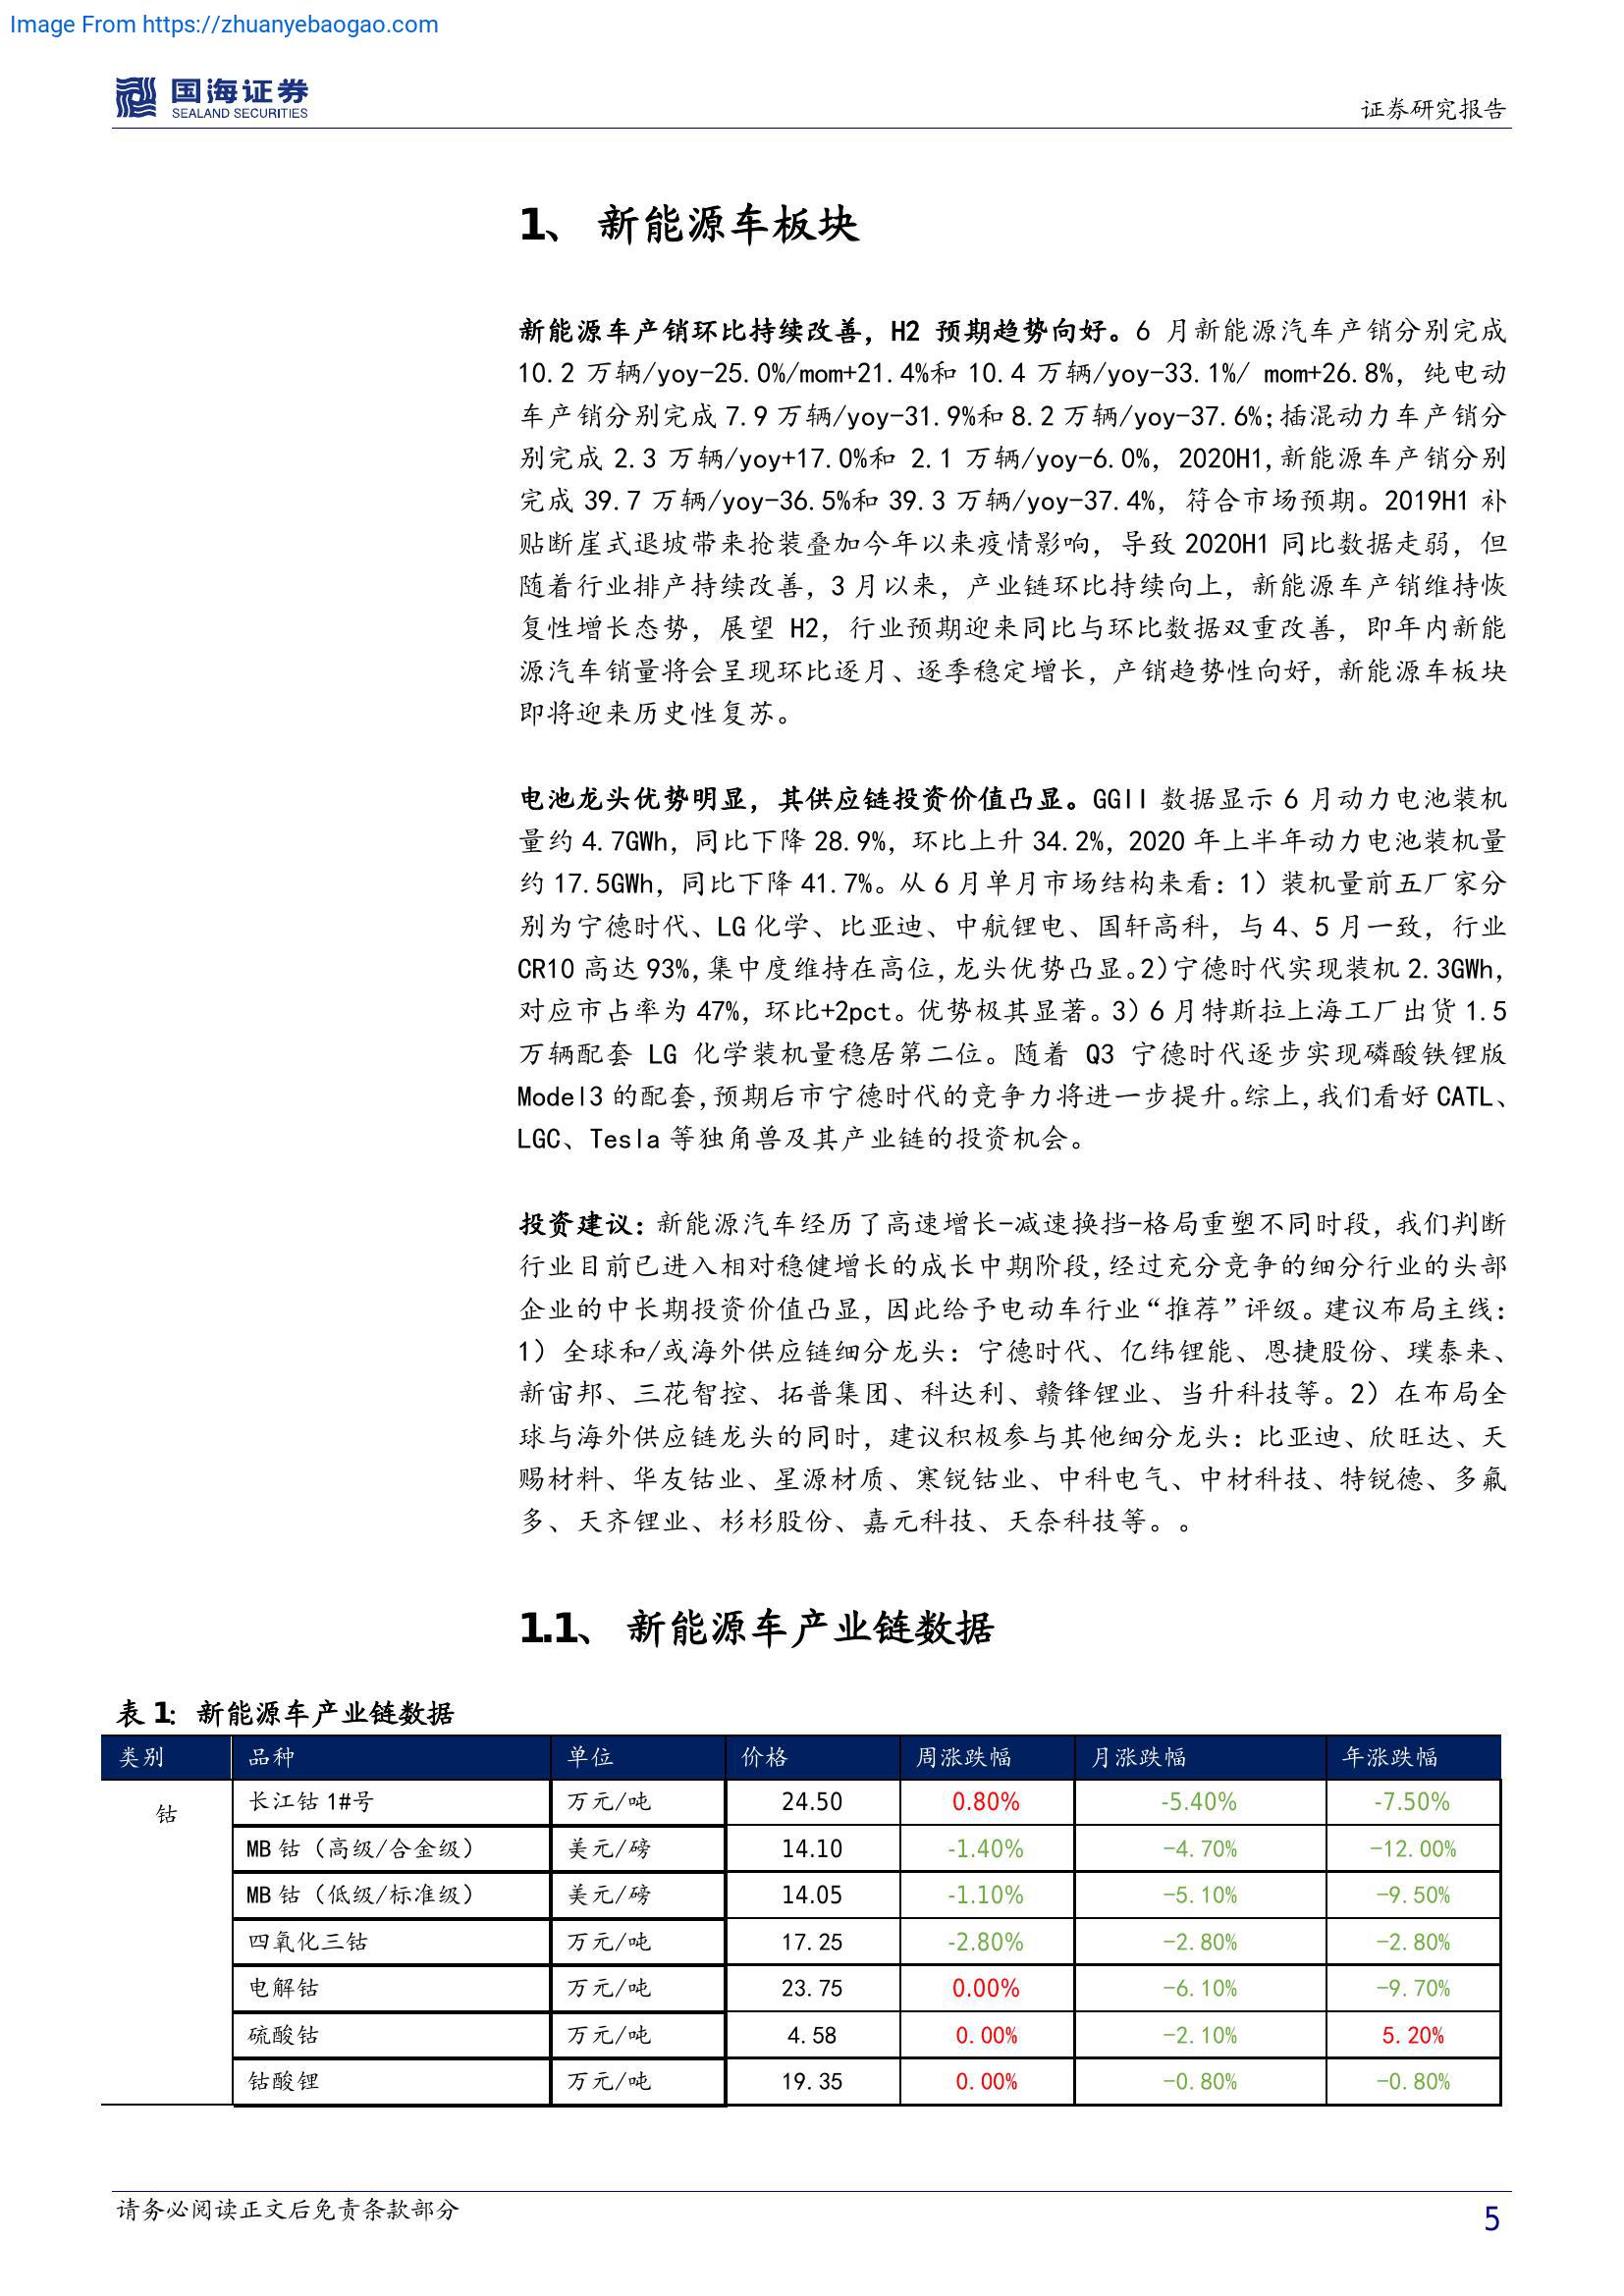 Image From https://zhuanyebaogao.com
国海证券
SEALAND SECURITIES
证券研究报告
1、 新能源车板块
新能源车产销环比持续改善，H2 预期趋势向好。6 月新能源汽车产销分别完成
10.2 万辆/yoy-25.0%/mom+21.4%和 10.4 万辆/yoy-33.1%/ mom+26.8%，纯电动
车产销分别完成 7.9 万辆/yoy-31.9%和 8.2 万辆/yoy-37.6%;插混动力车产销分
别完成 2.3 万辆/yoy+17.0%和 2.1 万辆/yoy-6.0%，2020H1,新能源车产销分别
完成 39.7 万辆/yoy-36.5%和 39.3 万辆/yoy-37.4%，符合市场预期。2019H1 补
贴断崖式退坡带来抢装叠加今年以来疫情影响，导致 2020H1 同比数据走弱，但
随着行业排产持续改善，3 月以来，产业链环比持续向上，新能源车产销维持恢
复性增长态势，展望 H2，行业预期迎来同比与环比数据双重改善，即年内新能
源汽车销量将会呈现环比逐月、逐季稳定增长，产销趋势性向好，新能源车板块
即将迎来历史性复苏。
电池龙头优势明显，其供应链投资价值凸显。GGII 数据显示 6 月动力电池装机
量约 4.7GWh，同比下降 28.9%，环比上升 34.2%，2020 年上半年动力电池装机量
约 17.5GWh，同比下降 41.7%。从 6 月单月市场结构来看：1）装机量前五厂家分
别为宁德时代、LG 化学、比亚迪、中航锂电、国轩高科，与 4、5 月一致，行业
CR10 高达 93%,集中度维持在高位,龙头优势凸显。2)宁德时代实现装机 2.3GWh,
对应市占率为 47%，环比+2pct。优势极其显著。3）6 月特斯拉上海工厂出货 1.5
万辆配套 LG 化学装机量稳居第二位。随着 Q3 宁德时代逐步实现磷酸铁锂版
Model3 的配套,预期后市宁德时代的竞争力将进一步提升。综上,我们看好 CATL、
LGC、Tesla 等独角兽及其产业链的投资机会。
投资建议：新能源汽车经历了高速增长-减速换挡-格局重塑不同时段，我们判断
行业目前已进入相对稳健增长的成长中期阶段,经过充分竞争的细分行业的头部
企业的中长期投资价值凸显，因此给予电动车行业“推荐”评级。建议布局主线：
1）全球和/或海外供应链细分龙头：宁德时代、亿纬锂能、恩捷股份、璞泰来、
新宙邦、三花智控、拓普集团、科达利、赣锋锂业、当升科技等。2）在布局全
球与海外供应链龙头的同时，建议积极参与其他细分龙头：比亚迪、欣旺达、天
赐材料、华友钴业、星源材质、寒锐钴业、中科电气、中材科技、特锐德、多氟
多、天齐锂业、杉杉股份、嘉元科技、天奈科技等。。
1.1、 新能源车产业链数据
表 1: 新能源车产业链数据
类别 品种 单位 价格 周涨跌幅 月涨跌幅 年涨跌幅
钴 长江钴 1#号 万元/吨 24.50 0.80% -5.40% -7.50%
MB 钴（高级/合金级） 美元/磅 14.10 -1.40% -4.70% -12.00%
MB 钴（低级/标准级） 美元/磅 14.05 -1.10% -5.10% -9.50%
四氧化三钴 万元/吨 17.25 -2.80% -2.80% -2.80%
电解钴 万元/吨 23.75 0.00% -6.10% -9.70%
硫酸钴 万元/吨 4.58 0.00% -2.10% 5.20%
钴酸锂 万元/吨 19.35 0.00% -0.80% -0.80%
请务必阅读正文后免责条款部分
5